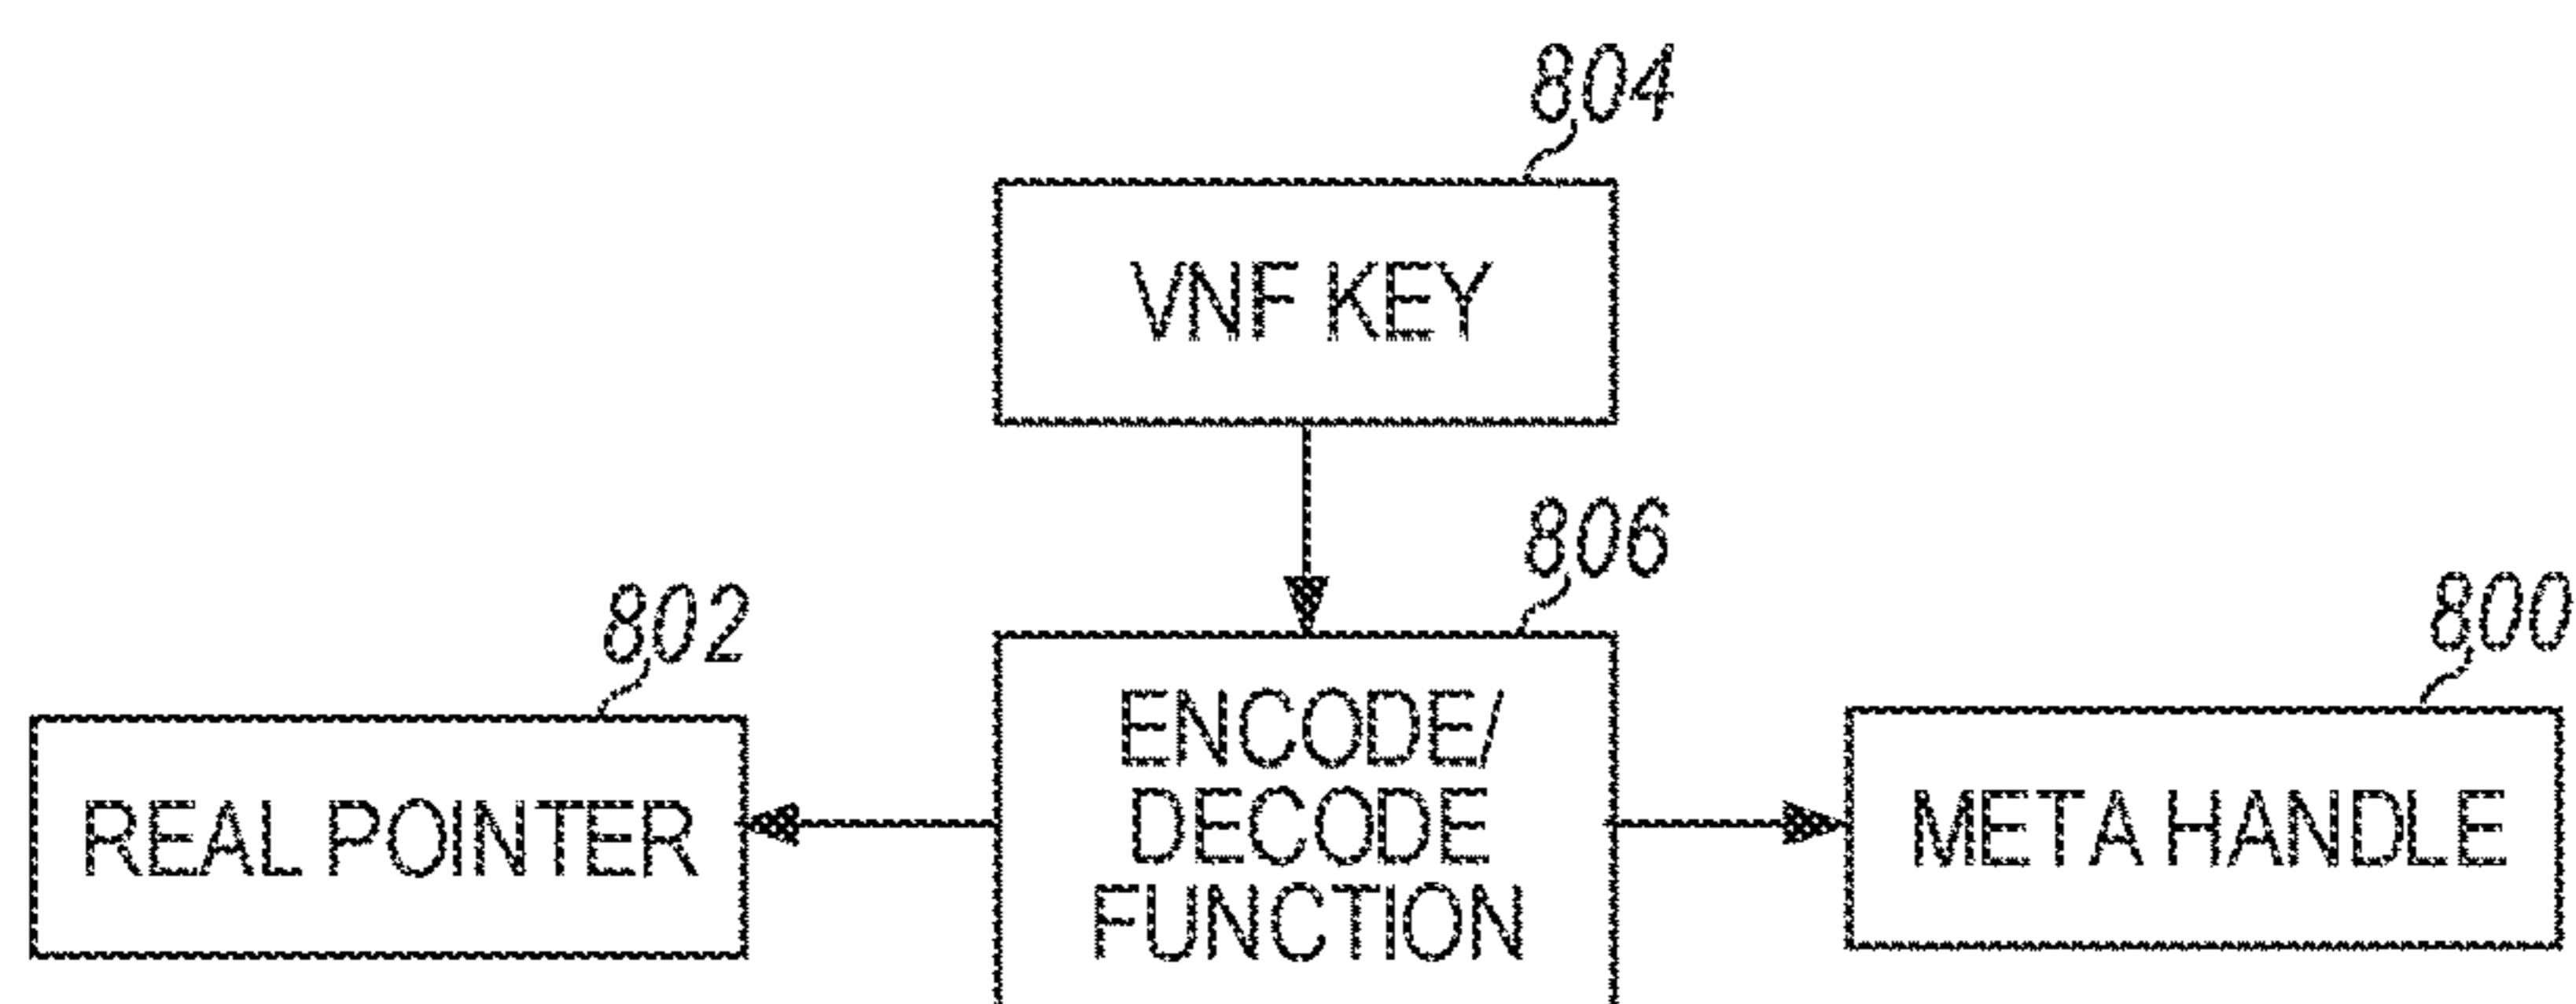 804
VNF KEY
806
802
800
ENCODE/
DECODE
FUNCTION
REAL POINTER
META HANDLE